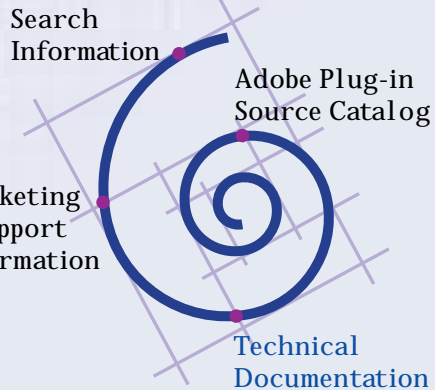 Search
Information
Adobe Plug-in
Source Catalog
keting
pport
rmation
Technical
Documentation